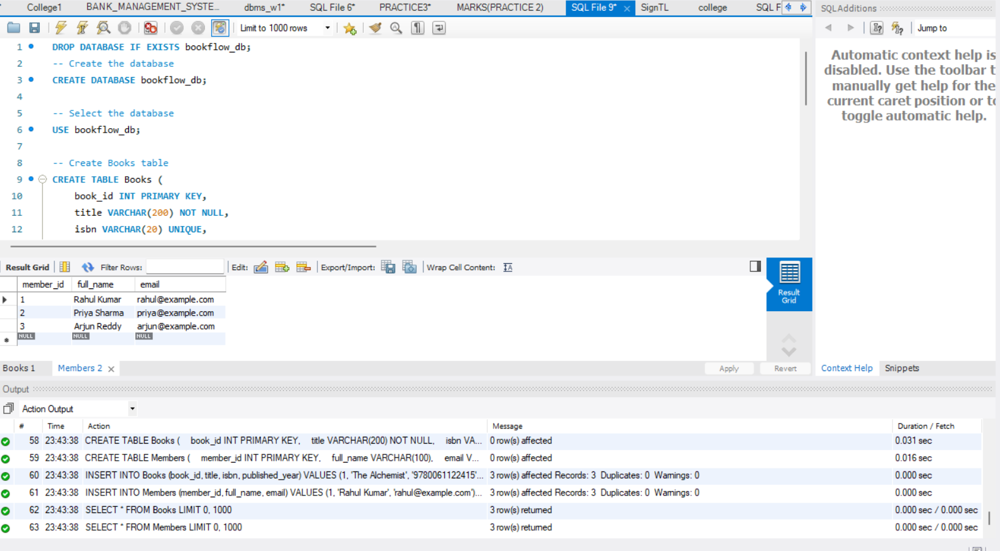 College1 BANK_MANAGEMENT_SYSTE... dbms_w1* SQL File 6* PRACTICE3* MARKS(PRACTICE 2) SQL File 9* SignTL college SQL F
SQLAdditions
Limit to 1000 rows
Jump to
1 DROP DATABASE IF EXISTS bookflow_db;
2 -- Create the database
3 CREATE DATABASE bookflow_db;
4
5 -- Select the database
6 USE bookflow_db;
7
8 -- Create Books table
9 CREATE TABLE Books (
10 book_id INT PRIMARY KEY,
11 title VARCHAR(200) NOT NULL,
12 isbn VARCHAR(20) UNIQUE,
Automatic context help is
disabled. Use the toolbar t
manually get help for the
current caret position or to
toggle automatic help.
Result Grid Filter Rows: Edit: Export/Import: Wrap Cell Content:
member_id full_name email
1 Rahul Kumar rahul@example.com
2 Priya Sharma priya@example.com
3 Arjun Reddy arjun@example.com
NULL NULL NULL
Result
Grid
Books 1 Members 2 Apply Revert
Context Help Snippets
Output
Action Output
# Time Action Message Duration / Fetch
58 23:43:38 CREATE TABLE Books ( book_id INT PRIMARY KEY, title VARCHAR(200) NOT NULL, isbn VA... 0 row(s) affected 0.031 sec
59 23:43:38 CREATE TABLE Members ( member_id INT PRIMARY KEY, full_name VARCHAR(100), email V... 0 row(s) affected 0.016 sec
60 23:43:38 INSERT INTO Books (book_id, title, isbn, published_year) VALUES (1, 'The Alchemist', '9780061122415'... 3 row(s) affected Records: 3 Duplicates: 0 Warnings: 0 0.000 sec
61 23:43:38 INSERT INTO Members (member_id, full_name, email) VALUES (1, 'Rahul Kumar', 'rahul@example.com')... 3 row(s) affected Records: 3 Duplicates: 0 Warnings: 0 0.000 sec
62 23:43:38 SELECT * FROM Books LIMIT 0, 1000 3 row(s) returned 0.000 sec / 0.000 sec
63 23:43:38 SELECT * FROM Members LIMIT 0, 1000 3 row(s) returned 0.000 sec / 0.000 sec